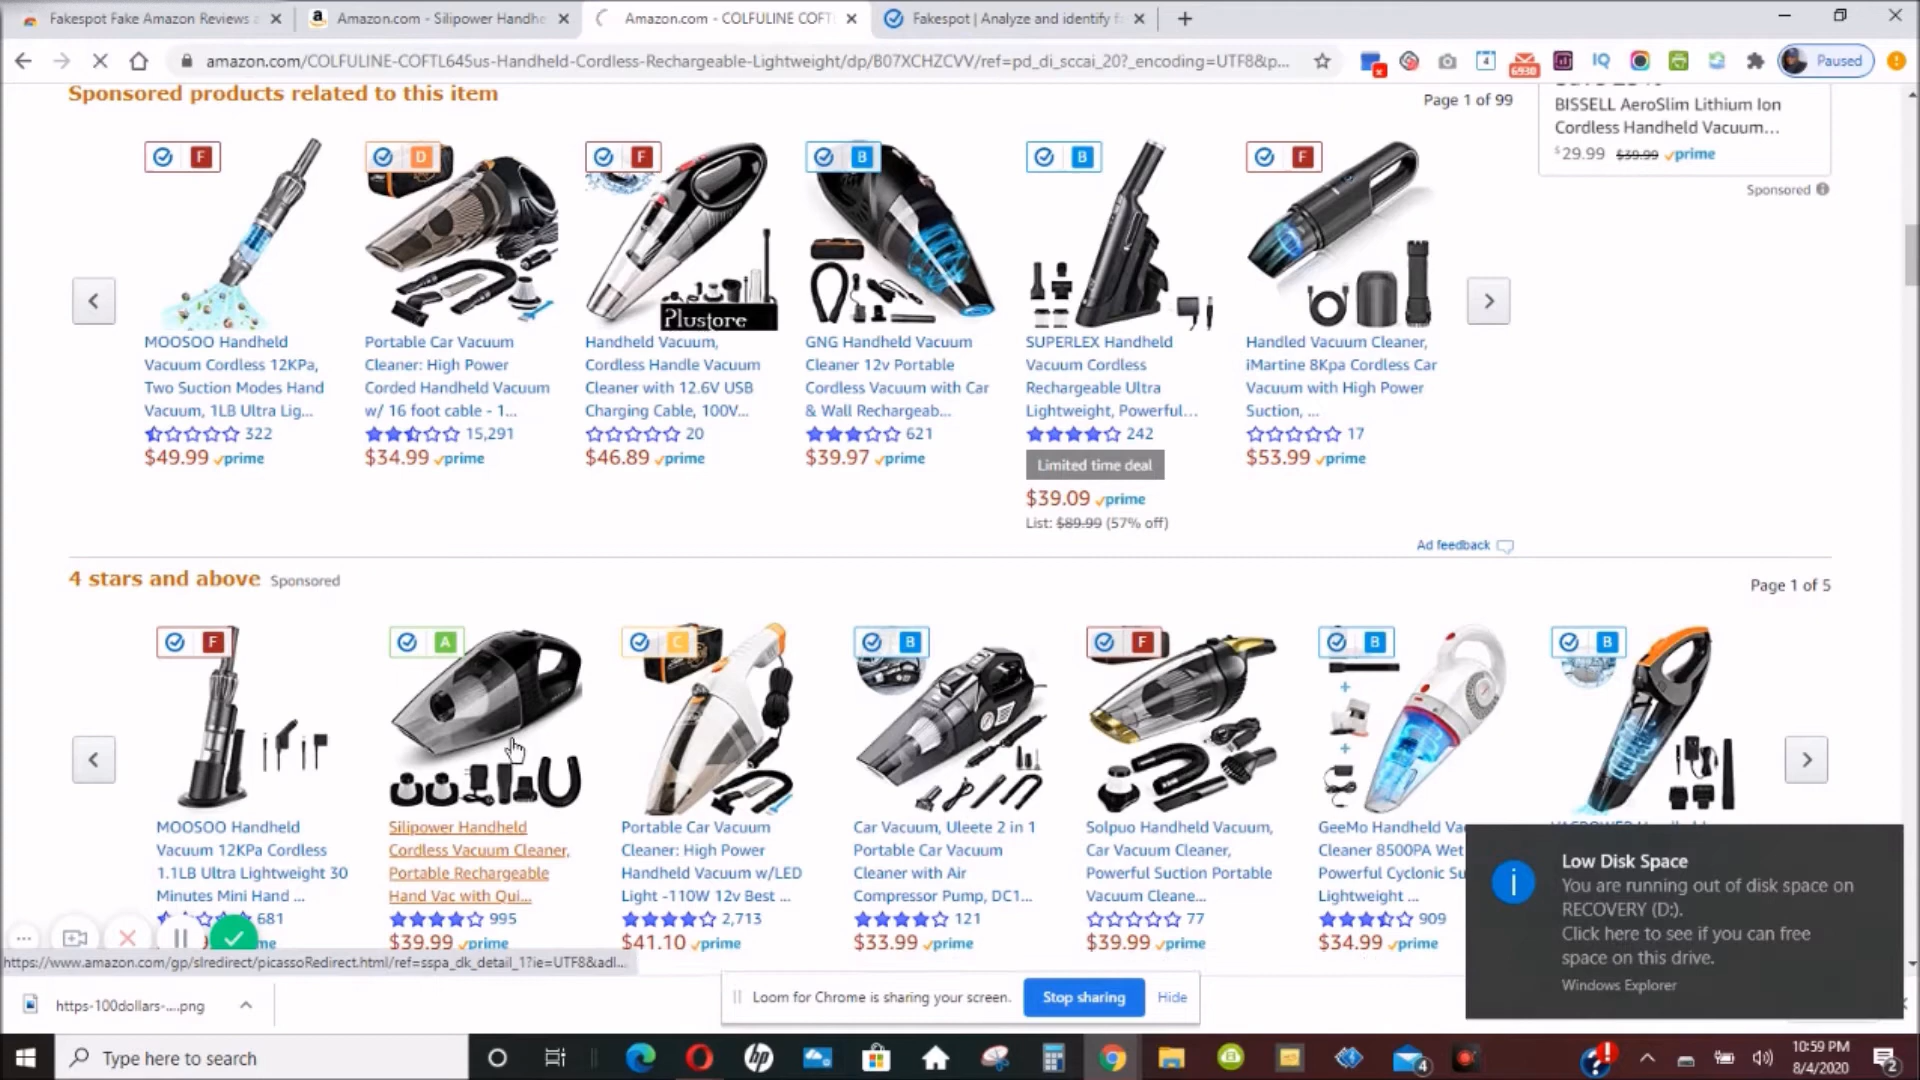 Fakespot Fake Amazon Reviews a
Amazon.com - Silipower Handhe
Amazon.com - COLFULINE COFT
Fakespot | Analyze and identify f
amazon.com/COLFULINE-COFTL645us-Handheld-Cordless-Rechargeable-Lightweight/dp/B07XCHZCVV/ref=pd_di_sccai_20?_encoding=UTF8&p...
4
6930
IQ
Paused
Sponsored products related to this item
Page 1 of 99
BISSELL AeroSlim Lithium Ion
Cordless Handheld Vacuum...
$29.99 $39.99 prime
Sponsored
F
D
F
B
B
F
Plustore
MOOSOO Handheld
Vacuum Cordless 12KPa,
Two Suction Modes Hand
Vacuum, 1LB Ultra Lig...
322
$49.99 prime
Portable Car Vacuum
Cleaner: High Power
Corded Handheld Vacuum
w/ 16 foot cable - 1...
15,291
$34.99 prime
Handheld Vacuum,
Cordless Handle Vacuum
Cleaner with 12.6V USB
Charging Cable, 100V...
20
$46.89 prime
GNG Handheld Vacuum
Cleaner 12v Portable
Cordless Vacuum with Car
& Wall Rechargeab...
621
$39.97 prime
SUPERLEX Handheld
Vacuum Cordless
Rechargeable Ultra
Lightweight, Powerful...
242
Limited time deal
$39.09 prime
List: $89.99 (57% off)
Handled Vacuum Cleaner,
iMartine 8Kpa Cordless Car
Vacuum with High Power
Suction, ...
17
$53.99 prime
Ad feedback
4 stars and above Sponsored
Page 1 of 5
F
A
C
B
F
B
B
MOOSOO Handheld
Vacuum 12KPa Cordless
1.1LB Ultra Lightweight 30
Minutes Mini Hand ...
681
Silipower Handheld
Cordless Vacuum Cleaner,
Portable Rechargeable
Hand Vac with Qui...
995
$39.99 prime
Portable Car Vacuum
Cleaner: High Power
Handheld Vacuum w/LED
Light -110W 12v Best ...
2,713
$41.10 prime
Car Vacuum, Uleete 2 in 1
Portable Car Vacuum
Cleaner with Air
Compressor Pump, DC1...
121
$33.99 prime
Solpuo Handheld Vacuum,
Car Vacuum Cleaner,
Powerful Suction Portable
Vacuum Cleane...
77
$39.99 prime
GeeMo Handheld Va
Cleaner 8500PA Wet
Powerful Cyclonic Su
Lightweight ...
909
$34.99 prime
Low Disk Space
You are running out of disk space on
RECOVERY (D:).
Click here to see if you can free
space on this drive.
Windows Explorer
https://www.amazon.com/gp/slredirect/picassoRedirect.html/ref=sspa_dk_detail_1?ie=UTF8&adl...
https-100dollars-....png
Loom for Chrome is sharing your screen.
Stop sharing
Hide
Type here to search
hp
4
10:59 PM
8/4/2020
2